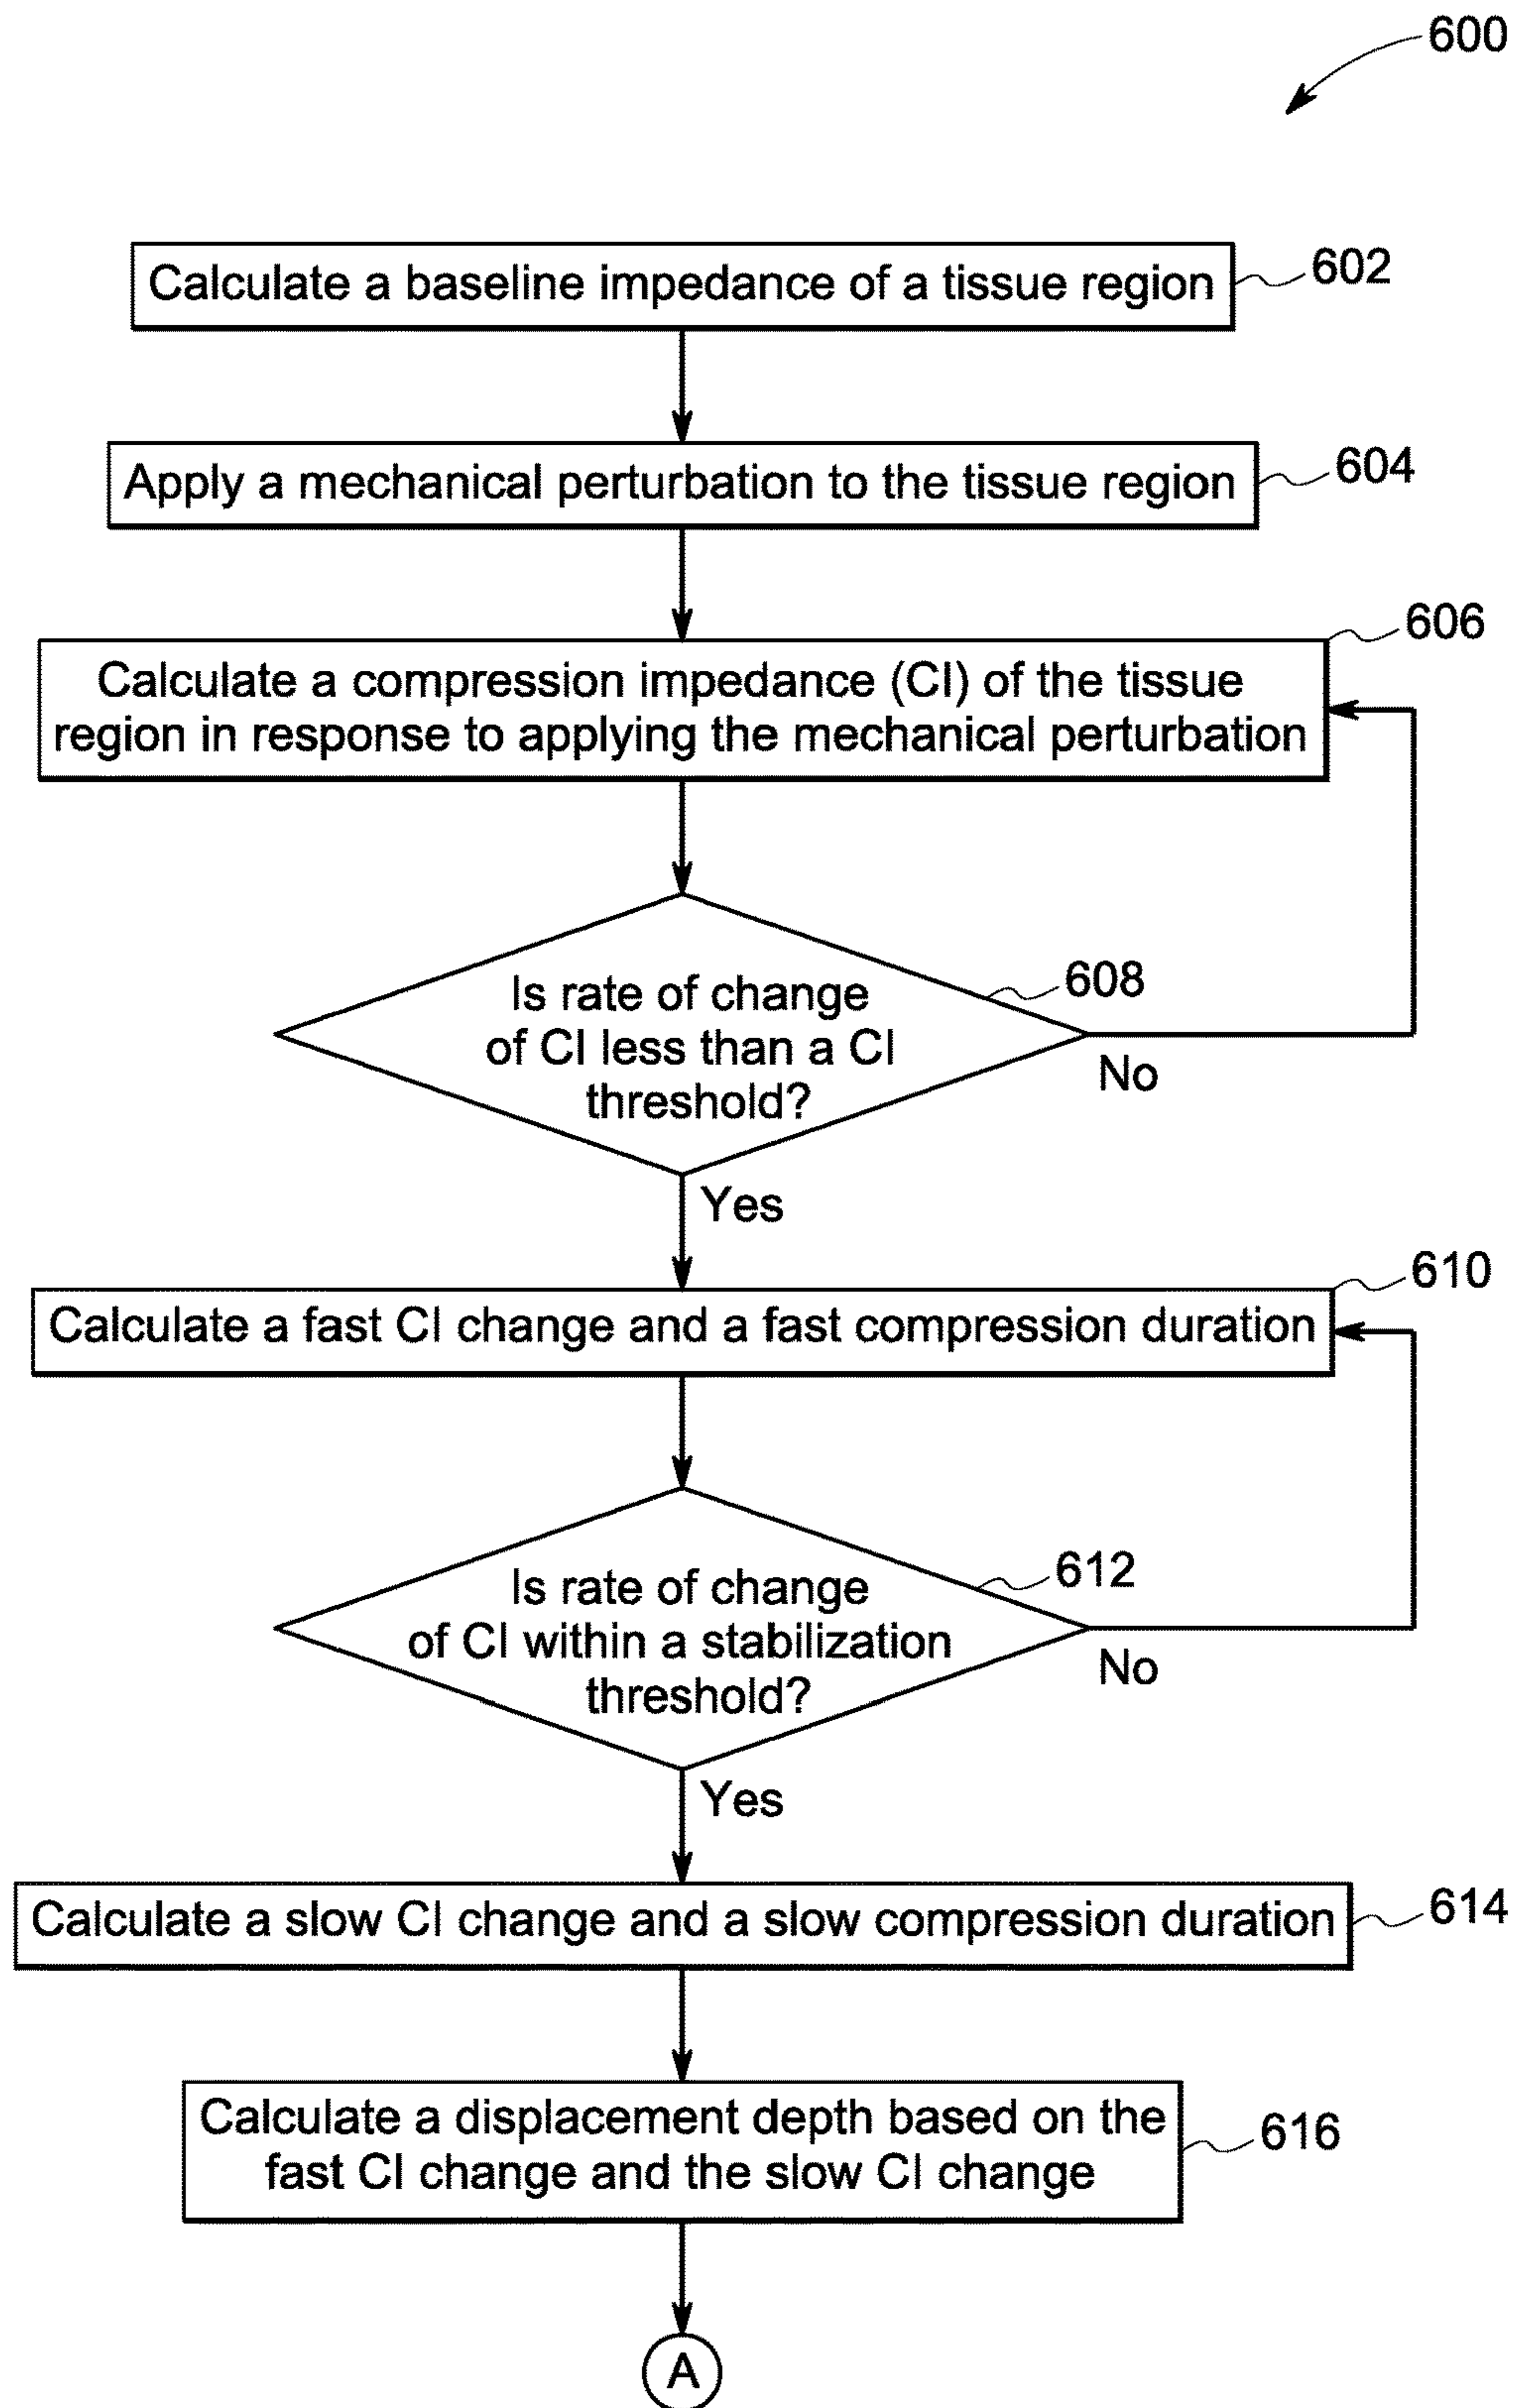 600
Calculate a baseline impedance of a tissue region
602
Apply a mechanical perturbation to the tissue region
604
606
Calculate a compression impedance (CI) of the tissue
region in response to applying the mechanical perturbation
608
Is rate of change
of CI less than a CI
threshold?
No
Yes
610
Calculate a fast CI change and a fast compression duration
612
Is rate of change
of CI within a stabilization
threshold?
No
Yes
Calculate a slow CI change and a slow compression duration
614
Calculate a displacement depth based on the
fast CI change and the slow CI change
616
A